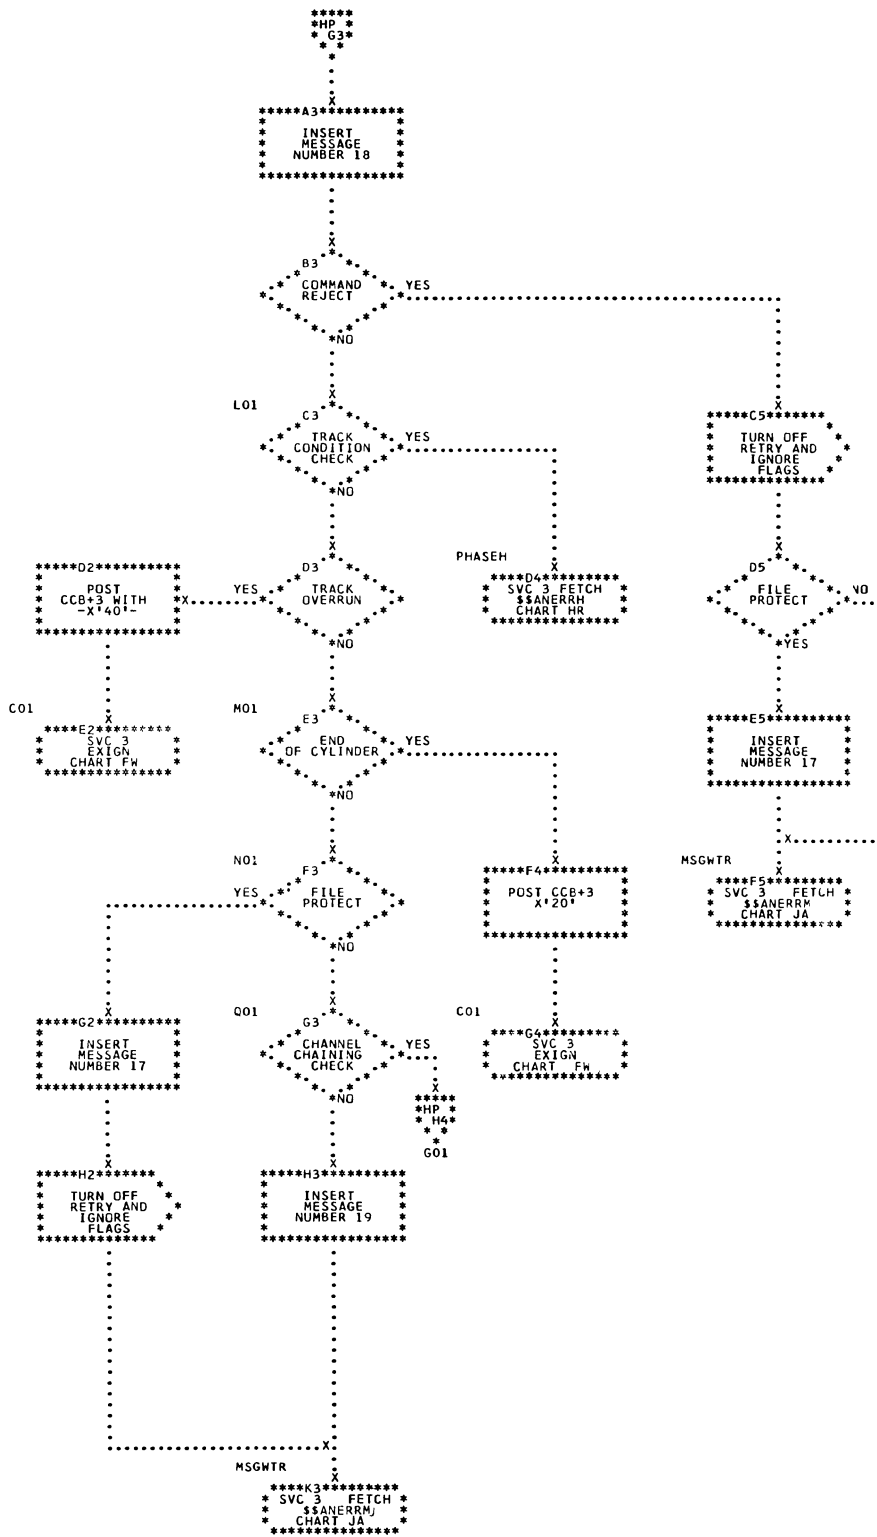 HP
G3
A3
INSERT
MESSAGE
NUMBER 18
B3
COMMAND
REJECT
YES
NO
L01
C3
TRACK
CONDITION
CHECK
YES
NO
C5
TURN OFF
RETRY AND
IGNORE
FLAGS
PHASEH
D2
POST
CCB+3 WITH
-X'40'-
YES
D3
TRACK
OVERRUN
NO
D4
SVC 3 FETCH
$$ANERRH
CHART HR
D5
FILE
PROTECT
NO
YES
C01
E2
SVC 3
EXIGN
CHART FW
M01
E3
END
OF CYLINDER
YES
NO
E5
INSERT
MESSAGE
NUMBER 17
N01
YES
F3
FILE
PROTECT
NO
F4
POST CCB+3
X'20'
MSGWTR
F5
SVC 3 FETCH
$$ANERRM
CHART JA
G2
INSERT
MESSAGE
NUMBER 17
Q01
G3
CHANNEL
CHAINING
CHECK
YES
NO
C01
G4
SVC 3
EXIGN
CHART FW
HP
H4
G01
H2
TURN OFF
RETRY AND
IGNORE
FLAGS
H3
INSERT
MESSAGE
NUMBER 19
MSGWTR
K3
SVC 3 FETCH
$$ANERRM
CHART JA